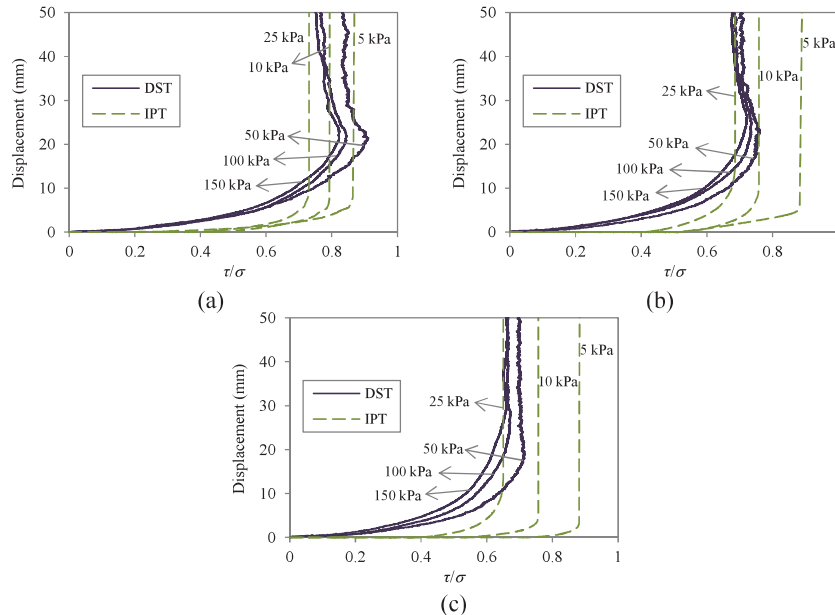 50
40
30
20
10
0
Displacement (mm)
25 kPa
5 kPa
10 kPa
DST
IPT
50 kPa
100 kPa
150 kPa
0
0.2
0.4
0.6
0.8
1
τ/σ
(a)
50
40
30
20
10
0
Displacement (mm)
5 kPa
10 kPa
25 kPa
DST
IPT
50 kPa
100 kPa
150 kPa
0
0.2
0.4
0.6
0.8
τ/σ
(b)
50
40
30
20
10
0
Displacement (mm)
5 kPa
10 kPa
25 kPa
DST
IPT
50 kPa
100 kPa
150 kPa
0
0.2
0.4
0.6
0.8
1
τ/σ
(c)